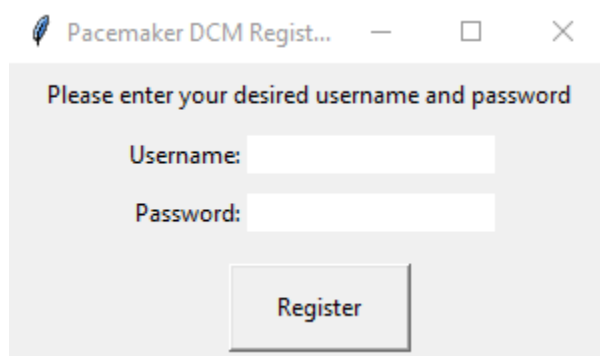 Pacemaker DCM Regist...
Please enter your desired username and password
Username:
Password:
Register